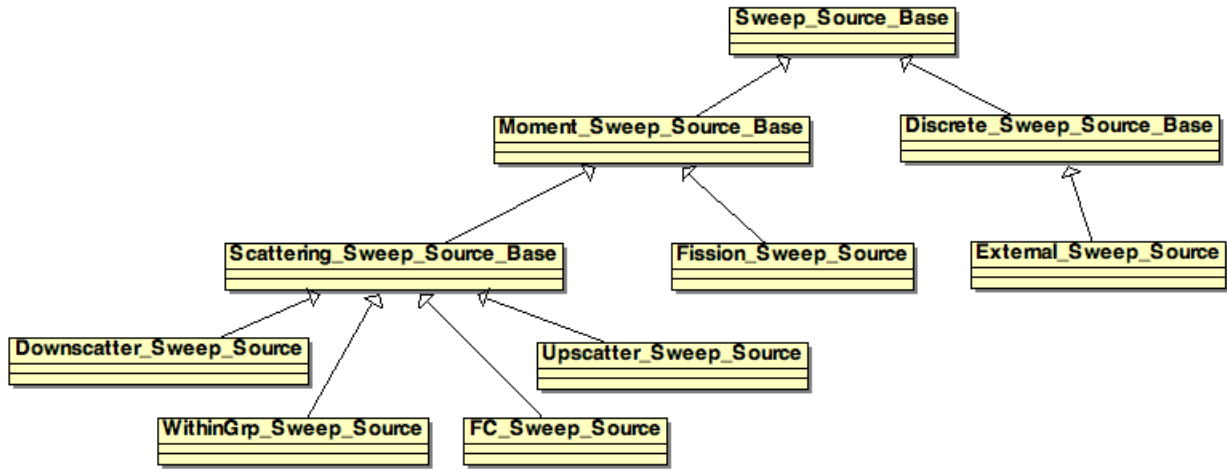 Sweep_Source_Base
Moment_Sweep_Source_Base
Discrete_Sweep_Source_Base
Scattering_Sweep_Source_Base
Fission_Sweep_Source
External_Sweep_Source
Downscatter_Sweep_Source
Upscatter_Sweep_Source
WithinGrp_Sweep_Source
FC_Sweep_Source